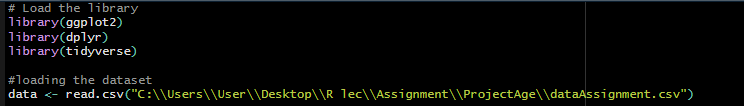 # Load the library
library(ggplot2)
library(dplyr)
library(tidyverse)
#loading the dataset
data <- read.csv("C:\\Users\\User\\Desktop\\R lec\\Assignment\\ProjectAge\\dataAssignment.csv")